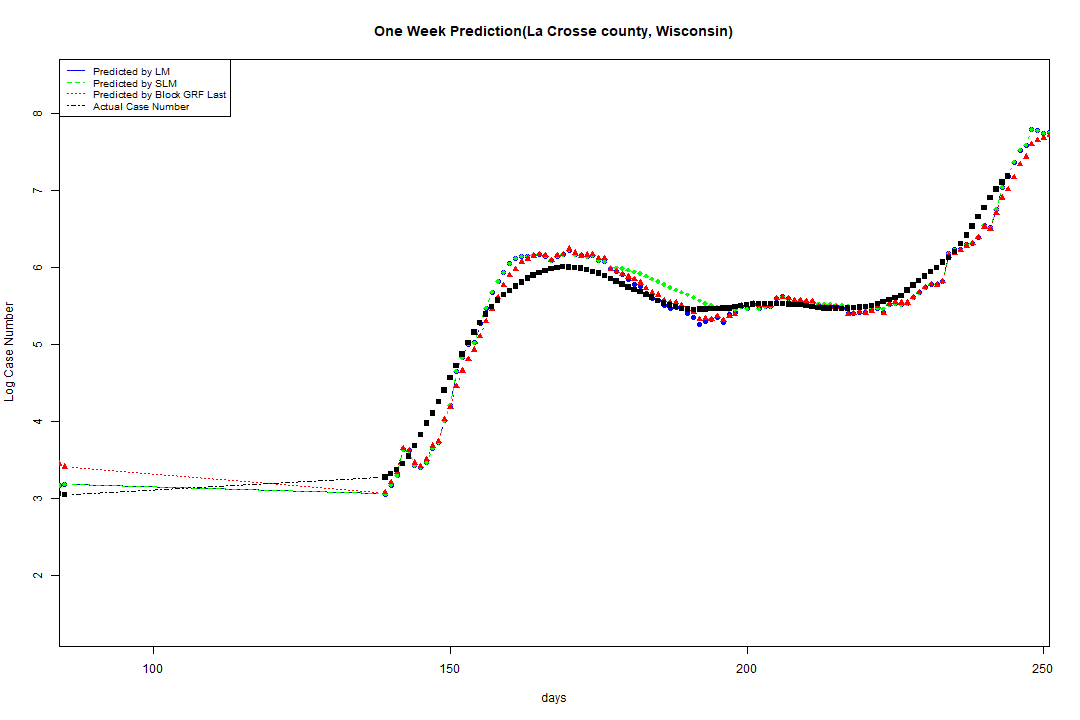 One Week Prediction(La Crosse county, Wisconsin)
Predicted by LM
Predicted by SLM
Predicted by Block GRF Last
Actual Case Number
8
7
6
5
4
3
2
Log Case Number
100 150 200 250
days